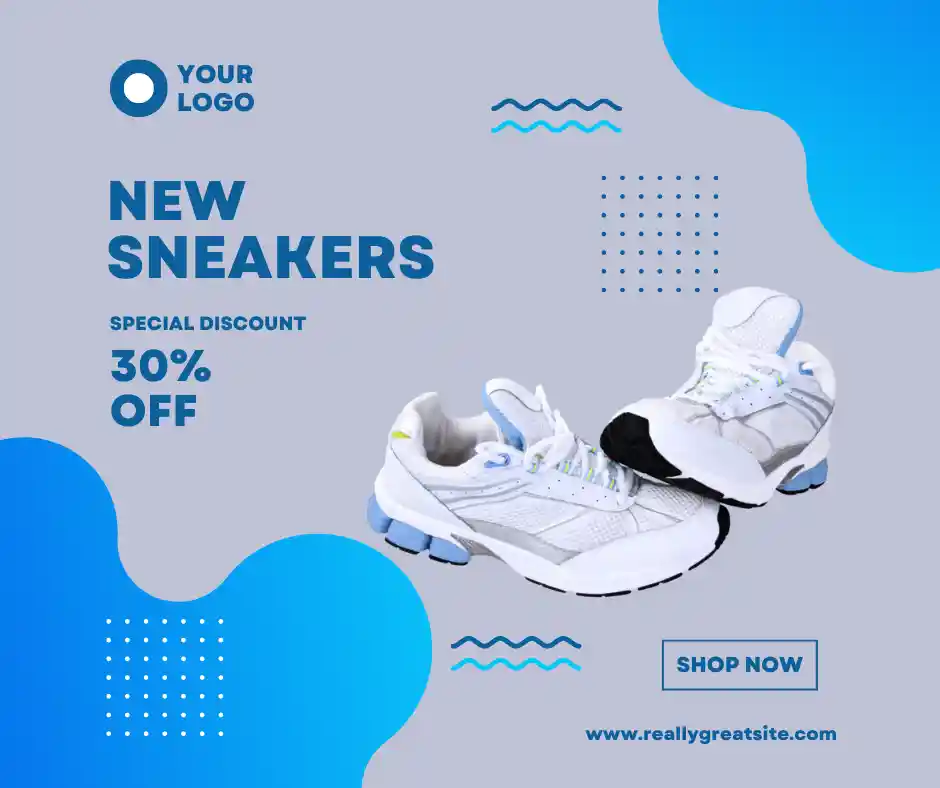 YOUR
LOGO
NEW
SNEAKERS
SPECIAL DISCOUNT
30%
OFF
SHOP NOW
www.reallygreatsite.com